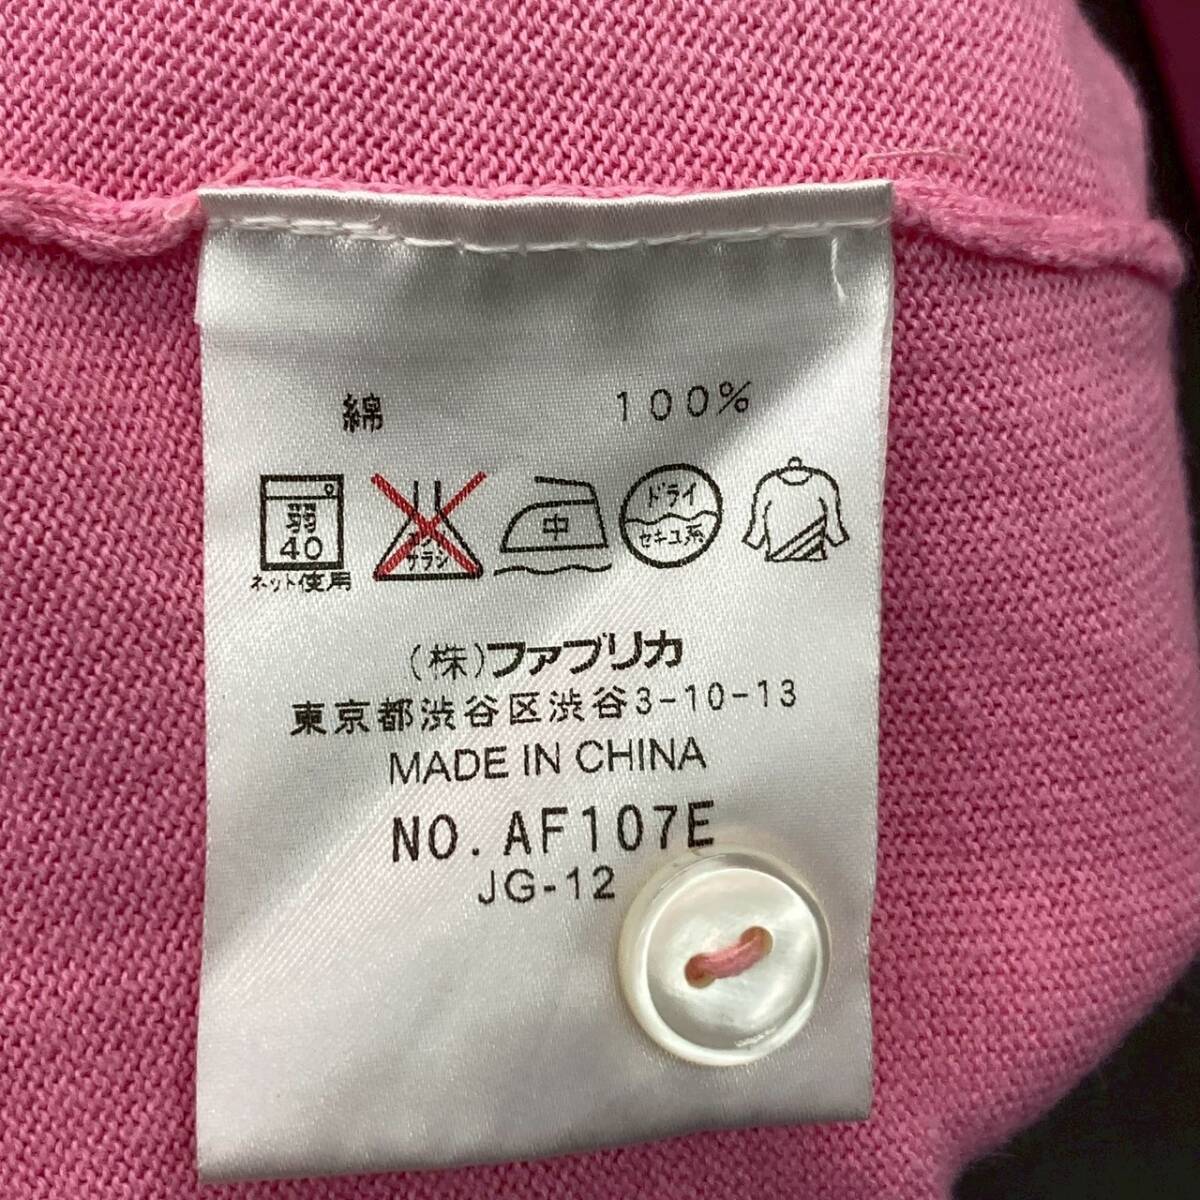 綿 100%
弱 40 エンソサラシ 中 ドライ セキユ系
ネット使用
(株)ファブリカ
東京都渋谷区渋谷3-10-13
MADE IN CHINA
NO. AF107E
JG-12